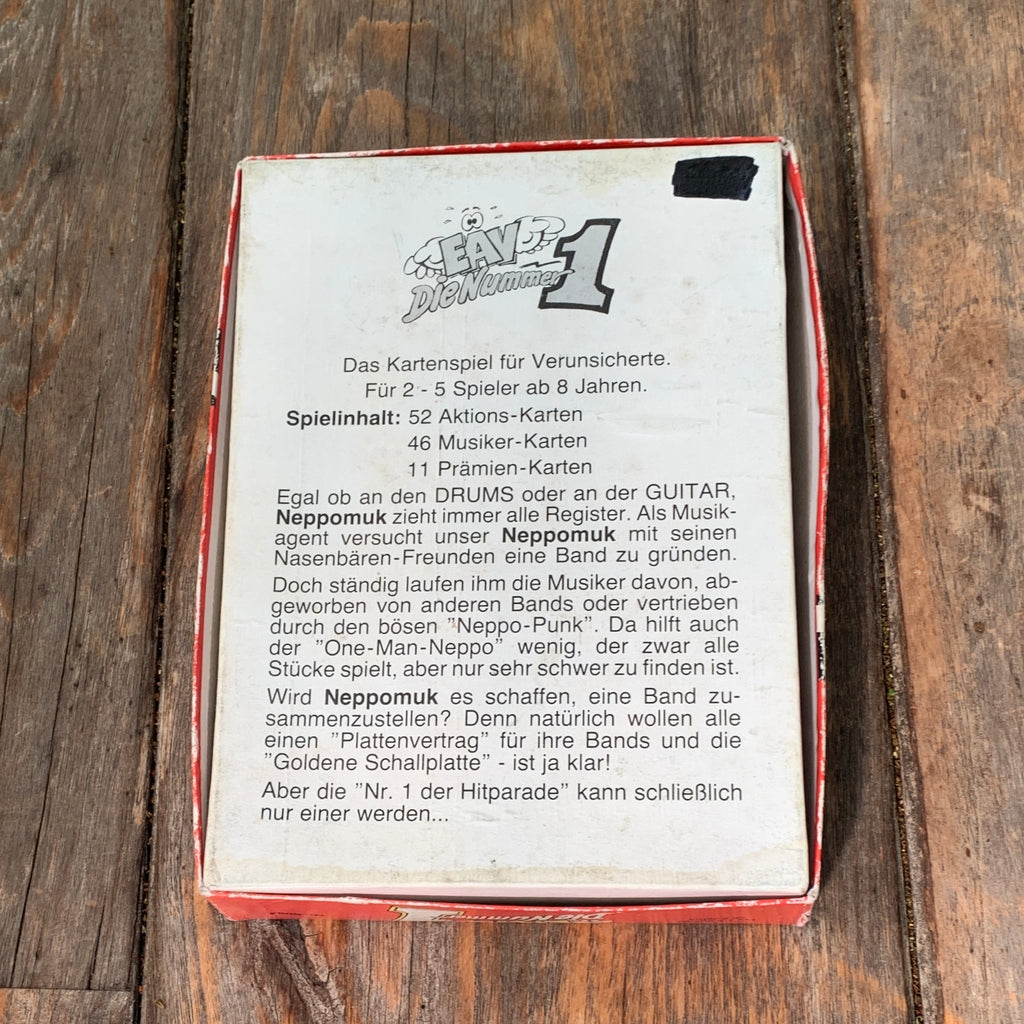 EAV
Die Nummer 1
Das Kartenspiel für Verunsicherte.
Für 2 - 5 Spieler ab 8 Jahren.
Spielinhalt: 52 Aktions-Karten
46 Musiker-Karten
11 Prämien-Karten
Egal ob an den DRUMS oder an der GUITAR,
Neppomuk zieht immer alle Register. Als Musik-
agent versucht unser Neppomuk mit seinen
Nasenbären-Freunden eine Band zu gründen.
Doch ständig laufen ihm die Musiker davon, ab-
geworben von anderen Bands oder vertrieben
durch den bösen "Neppo-Punk". Da hilft auch
der "One-Man-Neppo" wenig, der zwar alle
Stücke spielt, aber nur sehr schwer zu finden ist.
Wird Neppomuk es schaffen, eine Band zu-
sammenzustellen? Denn natürlich wollen alle
einen "Plattenvertrag" für ihre Bands und die
"Goldene Schallplatte" - ist ja klar!
Aber die "Nr. 1 der Hitparade" kann schließlich
nur einer werden...
Die Nummer 1